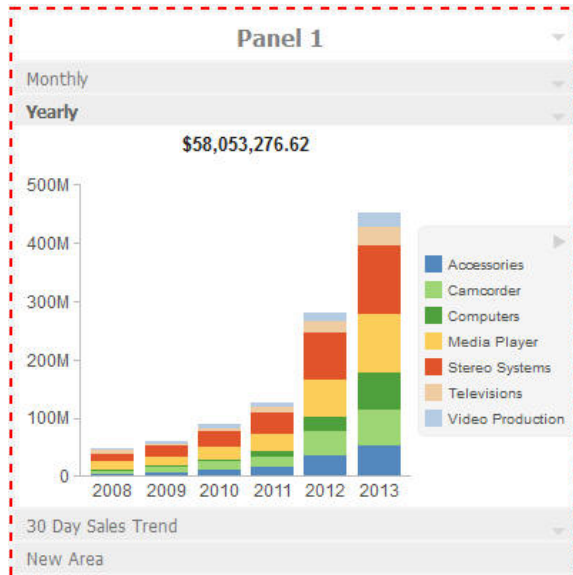 Panel 1
Monthly
Yearly
$58,053,276.62
500M
400M
300M
200M
100M
0
2008 2009 2010 2011 2012 2013
Accessories
Camcorder
Computers
Media Player
Stereo Systems
Televisions
Video Production
30 Day Sales Trend
New Area